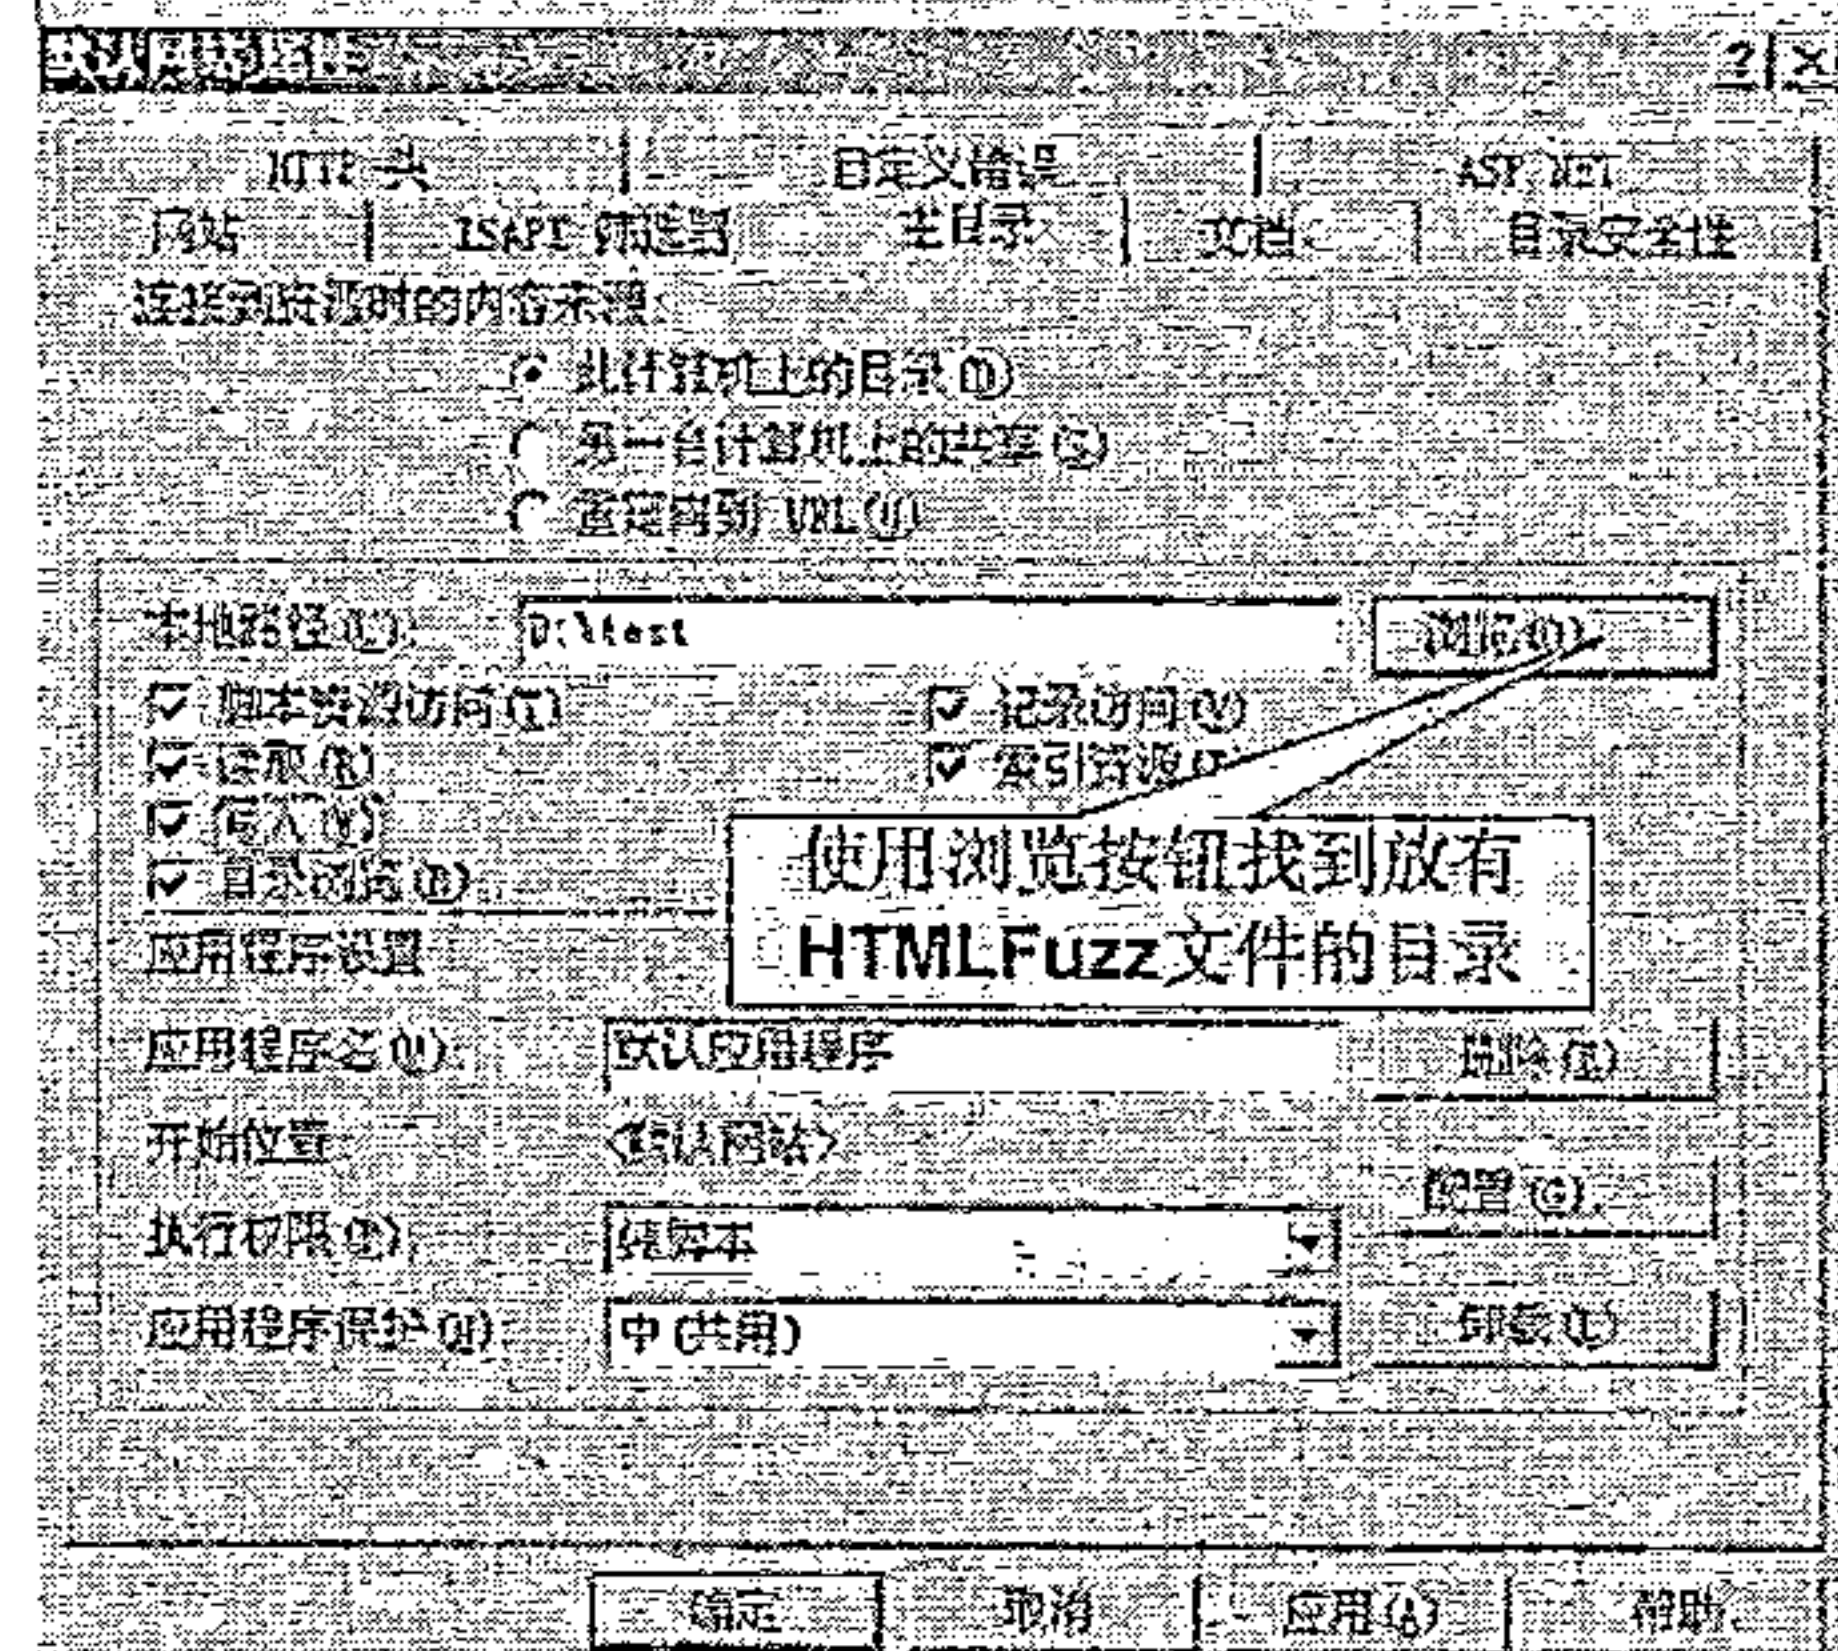 默认网站属性 ? ×
HTTP 头 自定义错误 ASP.NET
网站 ISAPI 筛选器 主目录 文档 目录安全性
连接到资源时的内容来源:
此计算机上的目录(D)
另一台计算机上的共享(S)
重定向到 URL(U)
本地路径(C): D:\test 浏览(O)
脚本资源访问(T) 记录访问(V)
读取(R) 索引资源(I)
写入(W)
目录浏览(B)
使用浏览按钮找到放有
HTMLFuzz文件的目录
应用程序设置
应用程序名(M): 默认应用程序 删除(E)
开始位置: <默认网站>
配置(G)
执行权限(P): 纯脚本
应用程序保护(N): 中(共用) 卸载(L)
确定 取消 应用(A) 帮助